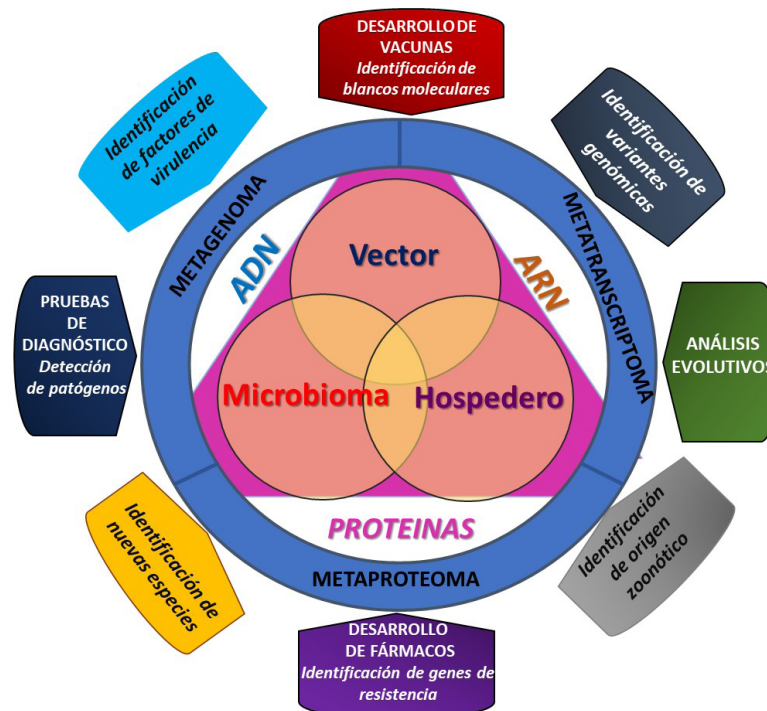 DESARROLLO DE
VACUNAS
Identificación de
blancos moleculares
Identificación
de factores de
virulencia
Identificación de
variantes
genómicas
METAGENOMA
METATRANSCRIPTOMA
ADN
ARN
Vector
PRUEBAS
DE
DIAGNÓSTICO
Detección
de patógenos
ANÁLISIS
EVOLUTIVOS
Microbioma
Hospedero
PROTEINAS
METAPROTEOMA
Identificación de
nuevas especies
Identificación
de origen
zoonótico
DESARROLLO
DE FÁRMACOS
Identificación de genes de
resistencia